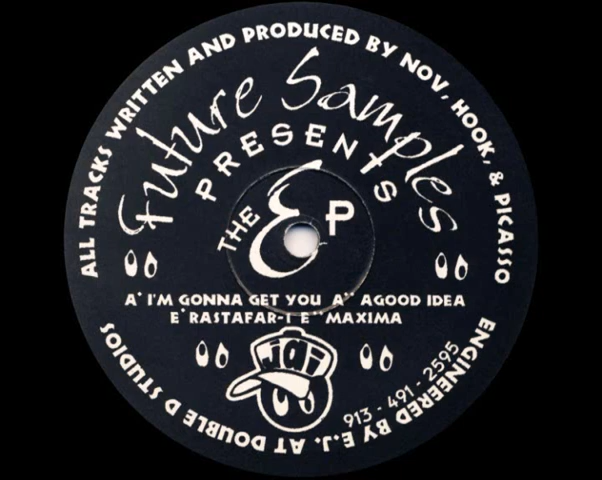 ALL TRACKS WRITTEN AND PRODUCED BY NOV, HOOK, & PICASSO
Future Samples
PRESENTS
THE E P
A' I'M GONNA GET YOU A'' AGOOD IDEA
E' RASTAFAR-I E'' MAXIMA
jai
913 - 491 - 2595
ENGINEERED BY E.J. AT DOUBLE D STUDIOS